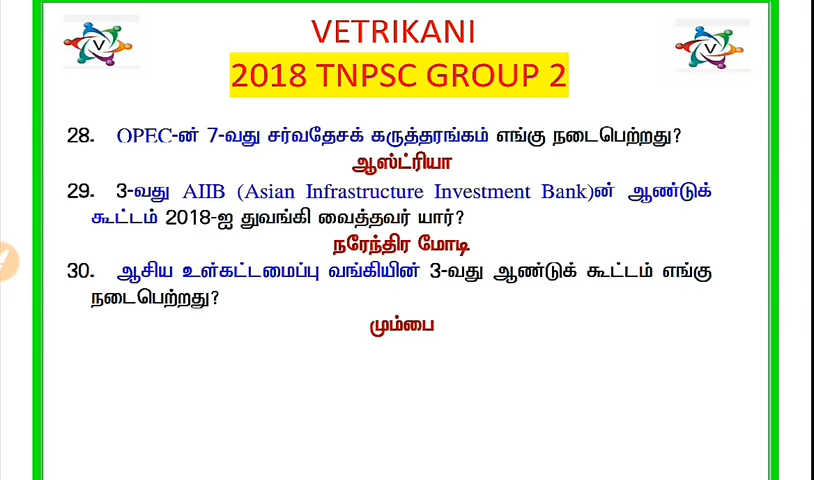 VETRIKANI
2018 TNPSC GROUP 2
V
V
28. OPEC-ன் 7-வது சர்வதேசக் கருத்தரங்கம் எங்கு நடைபெற்றது?
ஆஸ்ட்ரியா
29. 3-வது AIIB (Asian Infrastructure Investment Bank)ன் ஆண்டுக்
கூட்டம் 2018-ஐ துவங்கி வைத்தவர் யார்?
நரேந்திர மோடி
30. ஆசிய உள்கட்டமைப்பு வங்கியின் 3-வது ஆண்டுக் கூட்டம் எங்கு
நடைபெற்றது?
மும்பை